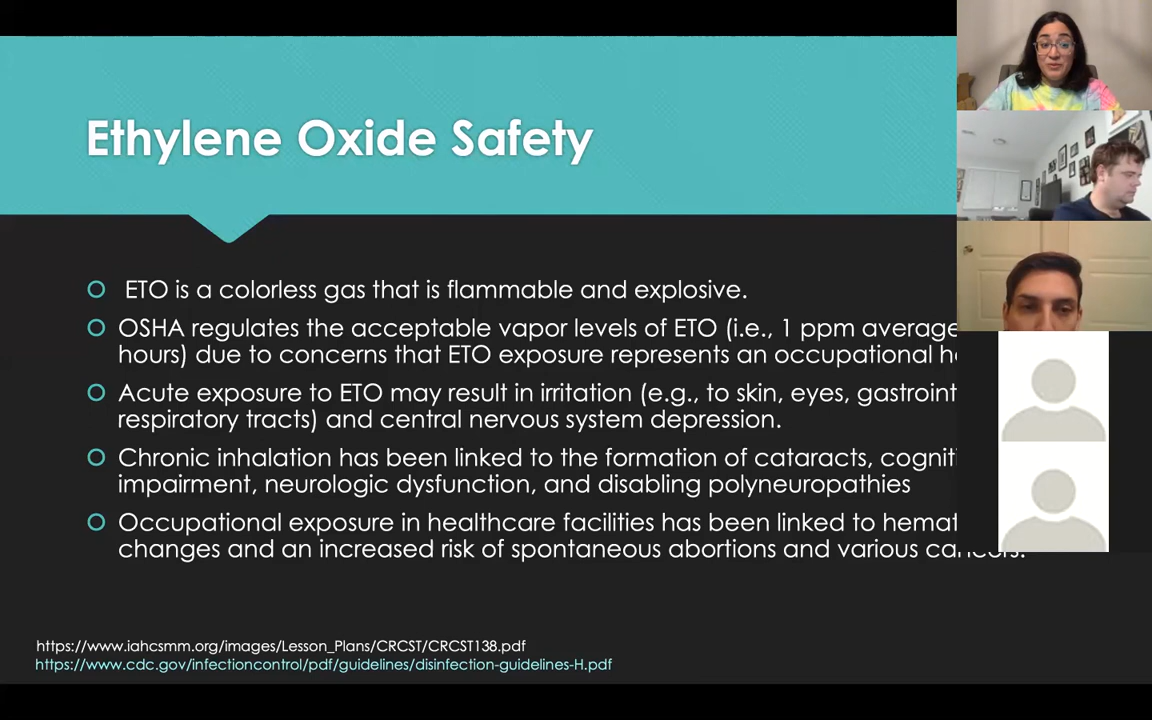 Ethylene Oxide Safety
ETO is a colorless gas that is flammable and explosive.
OSHA regulates the acceptable vapor levels of ETO (i.e., 1 ppm average
hours) due to concerns that ETO exposure represents an occupational
Acute exposure to ETO may result in irritation (e.g., to skin, eyes,
respiratory tracts) and central nervous system depression.
Chronic inhalation has been linked to the formation of cataracts,
impairment, neurologic dysfunction, and disabling polyneuropathies
Occupational exposure in healthcare facilities has been linked to
changes and an increased risk of spontaneous abortions and various cancers.
https://www.iahcsmm.org/images/Lesson_Plans/CRCST/CRCST138.pdf
https://www.cdc.gov/infectioncontrol/pdf/guidelines/disinfection-guidelines-H.pdf